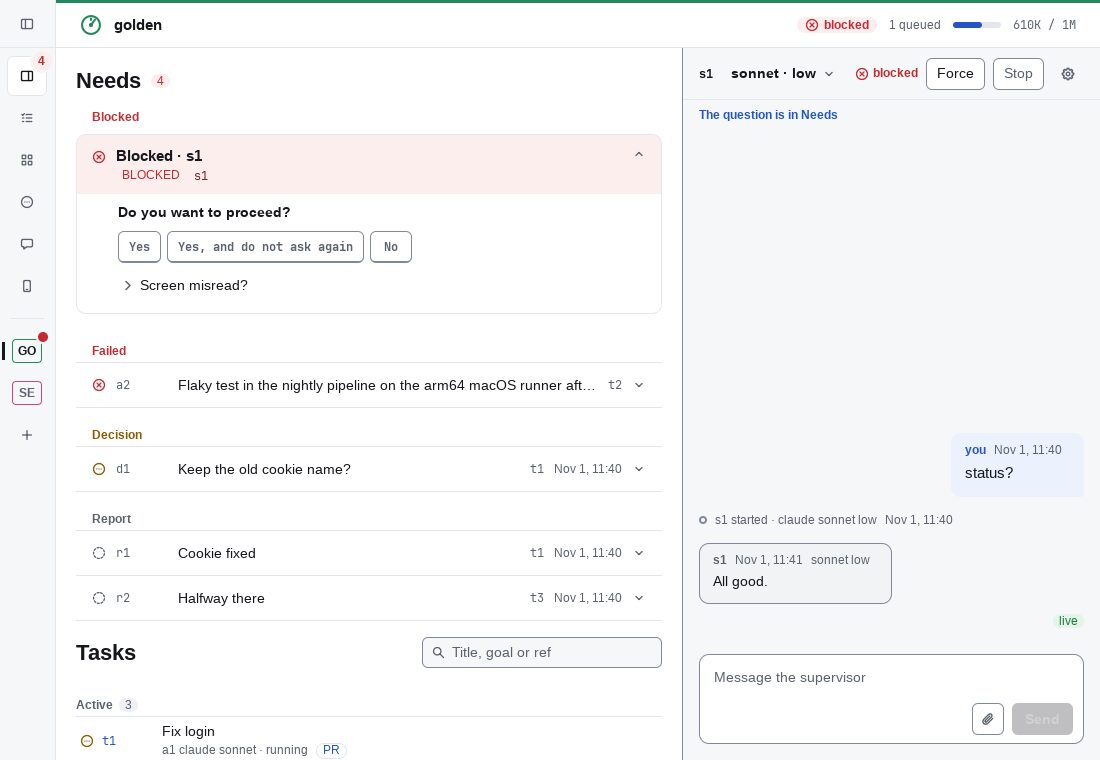 golden
blocked 1 queued 610K / 1M
4
GO
SE
Needs 4
Blocked
Blocked · s1
BLOCKED s1
Do you want to proceed?
Yes Yes, and do not ask again No
Screen misread?
Failed
a2 Flaky test in the nightly pipeline on the arm64 macOS runner aft… t2
Decision
d1 Keep the old cookie name? t1 Nov 1, 11:40
Report
r1 Cookie fixed t1 Nov 1, 11:40
r2 Halfway there t3 Nov 1, 11:40
Tasks Title, goal or ref
Active 3
t1 Fix login
a1 claude sonnet · running PR
s1 sonnet · low blocked Force Stop
The question is in Needs
you Nov 1, 11:40
status?
s1 started · claude sonnet low Nov 1, 11:40
s1 Nov 1, 11:41 sonnet low
All good.
live
Message the supervisor
Send